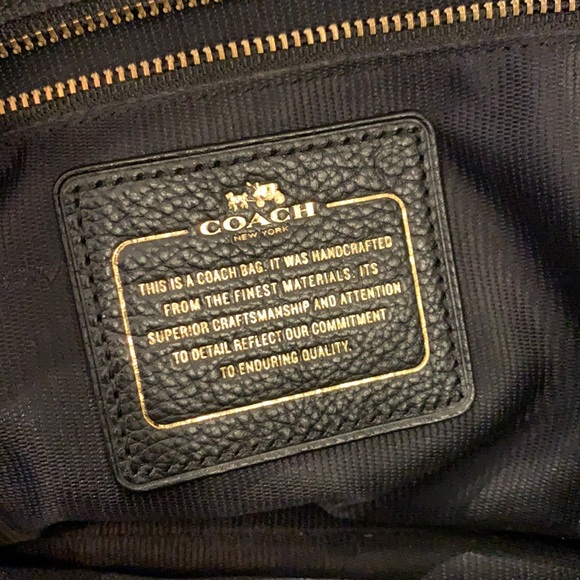 COACH
NEW YORK
THIS IS A COACH BAG. IT WAS HANDCRAFTED
FROM THE FINEST MATERIALS. ITS
SUPERIOR CRAFTSMANSHIP AND ATTENTION
TO DETAIL REFLECT OUR COMMITMENT
TO ENDURING QUALITY.